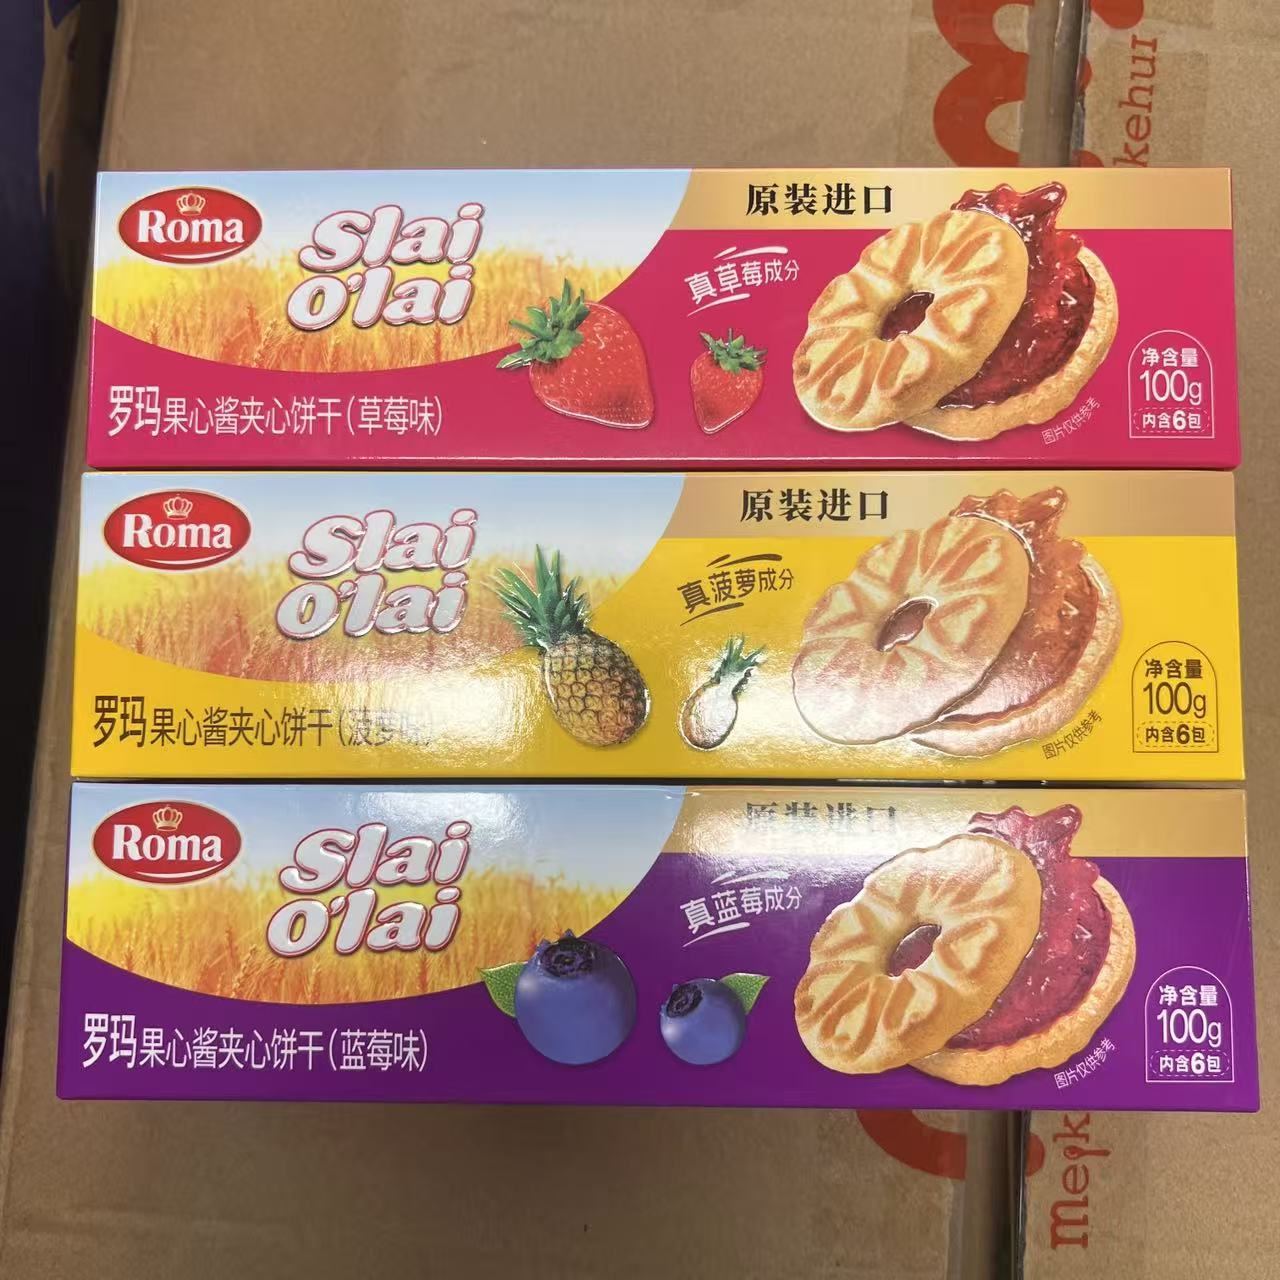 kehui
Roma
Slai
O'lai
原装进口
真草莓成分
罗玛果心酱夹心饼干(草莓味)
净含量
100g
内含6包
图片仅供参考
Roma
Slai
O'lai
原装进口
真菠萝成分
罗玛果心酱夹心饼干(菠萝味)
净含量
100g
内含6包
图片仅供参考
Roma
Slai
O'lai
原装进口
真蓝莓成分
罗玛果心酱夹心饼干(蓝莓味)
净含量
100g
内含6包
图片仅供参考
meik